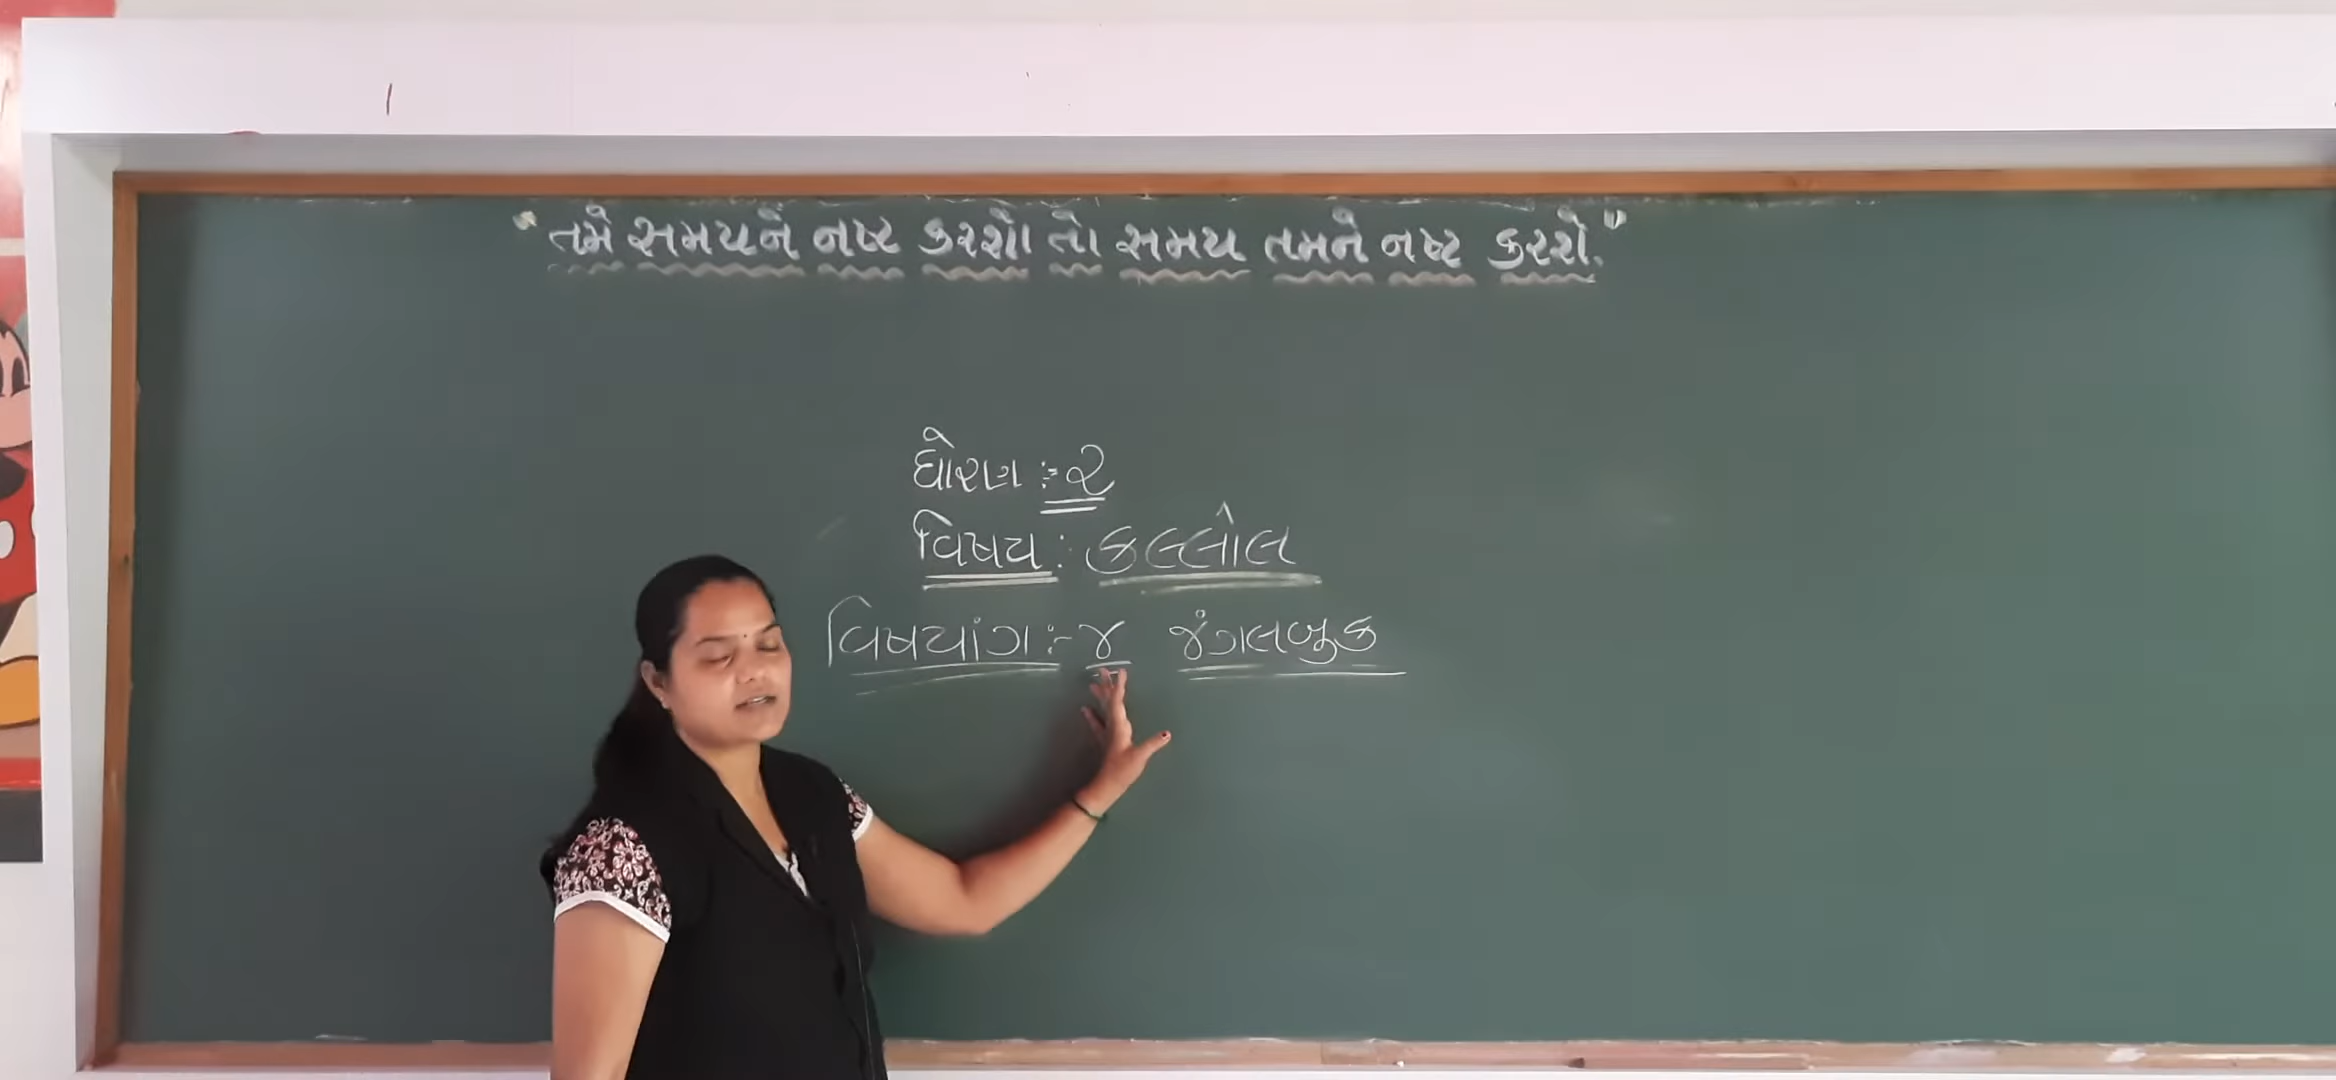 "તમે સમયને નષ્ટ કરશો તો સમય તમને નષ્ટ કરશે."
ધોરણ :- ૨
વિષય : કલ્લોલ
વિષયાંગ :- ૪ જંગલબુક